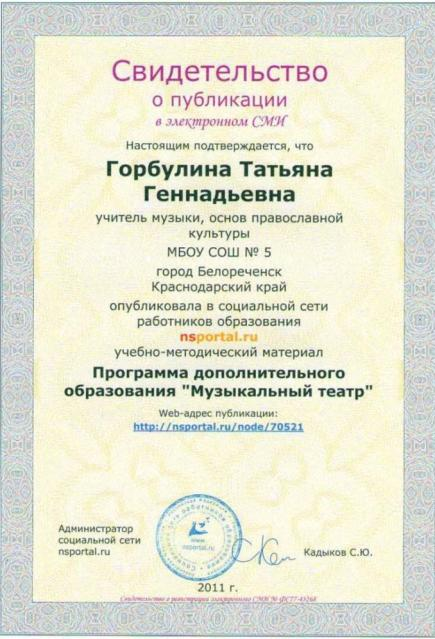 Свидетельство
о публикации
в электронном СМИ
Настоящим подтверждается, что
Горбулина Татьяна
Геннадьевна
учитель музыки, основ православной
культуры
МБОУ СОШ № 5
город Белореченск
Краснодарский край
опубликовала в социальной сети
работников образования
nsportal.ru
учебно-методический материал
Программа дополнительного
образования "Музыкальный театр"
Web-адрес публикации:
http://nsportal.ru/node/70521
Администратор
социальной сети
nsportal.ru
nsportal.ru
Кадыков С.Ю.
2011 г.
Свидетельство о регистрации электронного СМИ № ФС77-43268